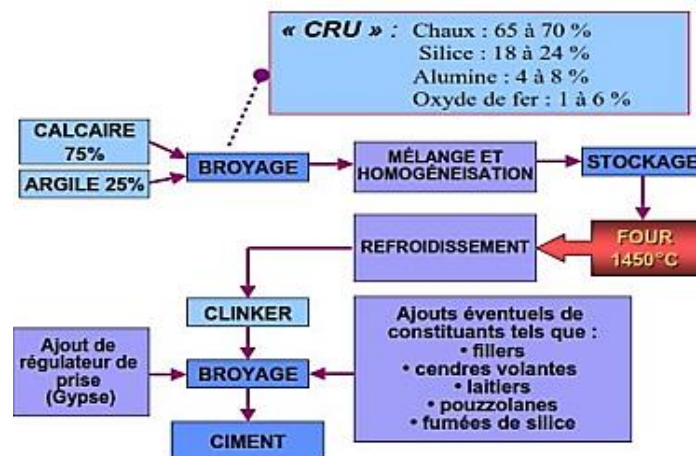 « CRU » : Chaux : 65 à 70 %
Silice : 18 à 24 %
Alumine : 4 à 8 %
Oxyde de fer : 1 à 6 %
CALCAIRE
75%
ARGILE 25%
BROYAGE
MÉLANGE ET
HOMOGÉNEISATION
STOCKAGE
FOUR
1450°C
REFROIDISSEMENT
CLINKER
Ajout de
régulateur de
prise
(Gypse)
BROYAGE
Ajouts éventuels de
constituants tels que :
• fillers
• cendres volantes
• laitiers
• pouzzolanes
• fumées de silice
CIMENT